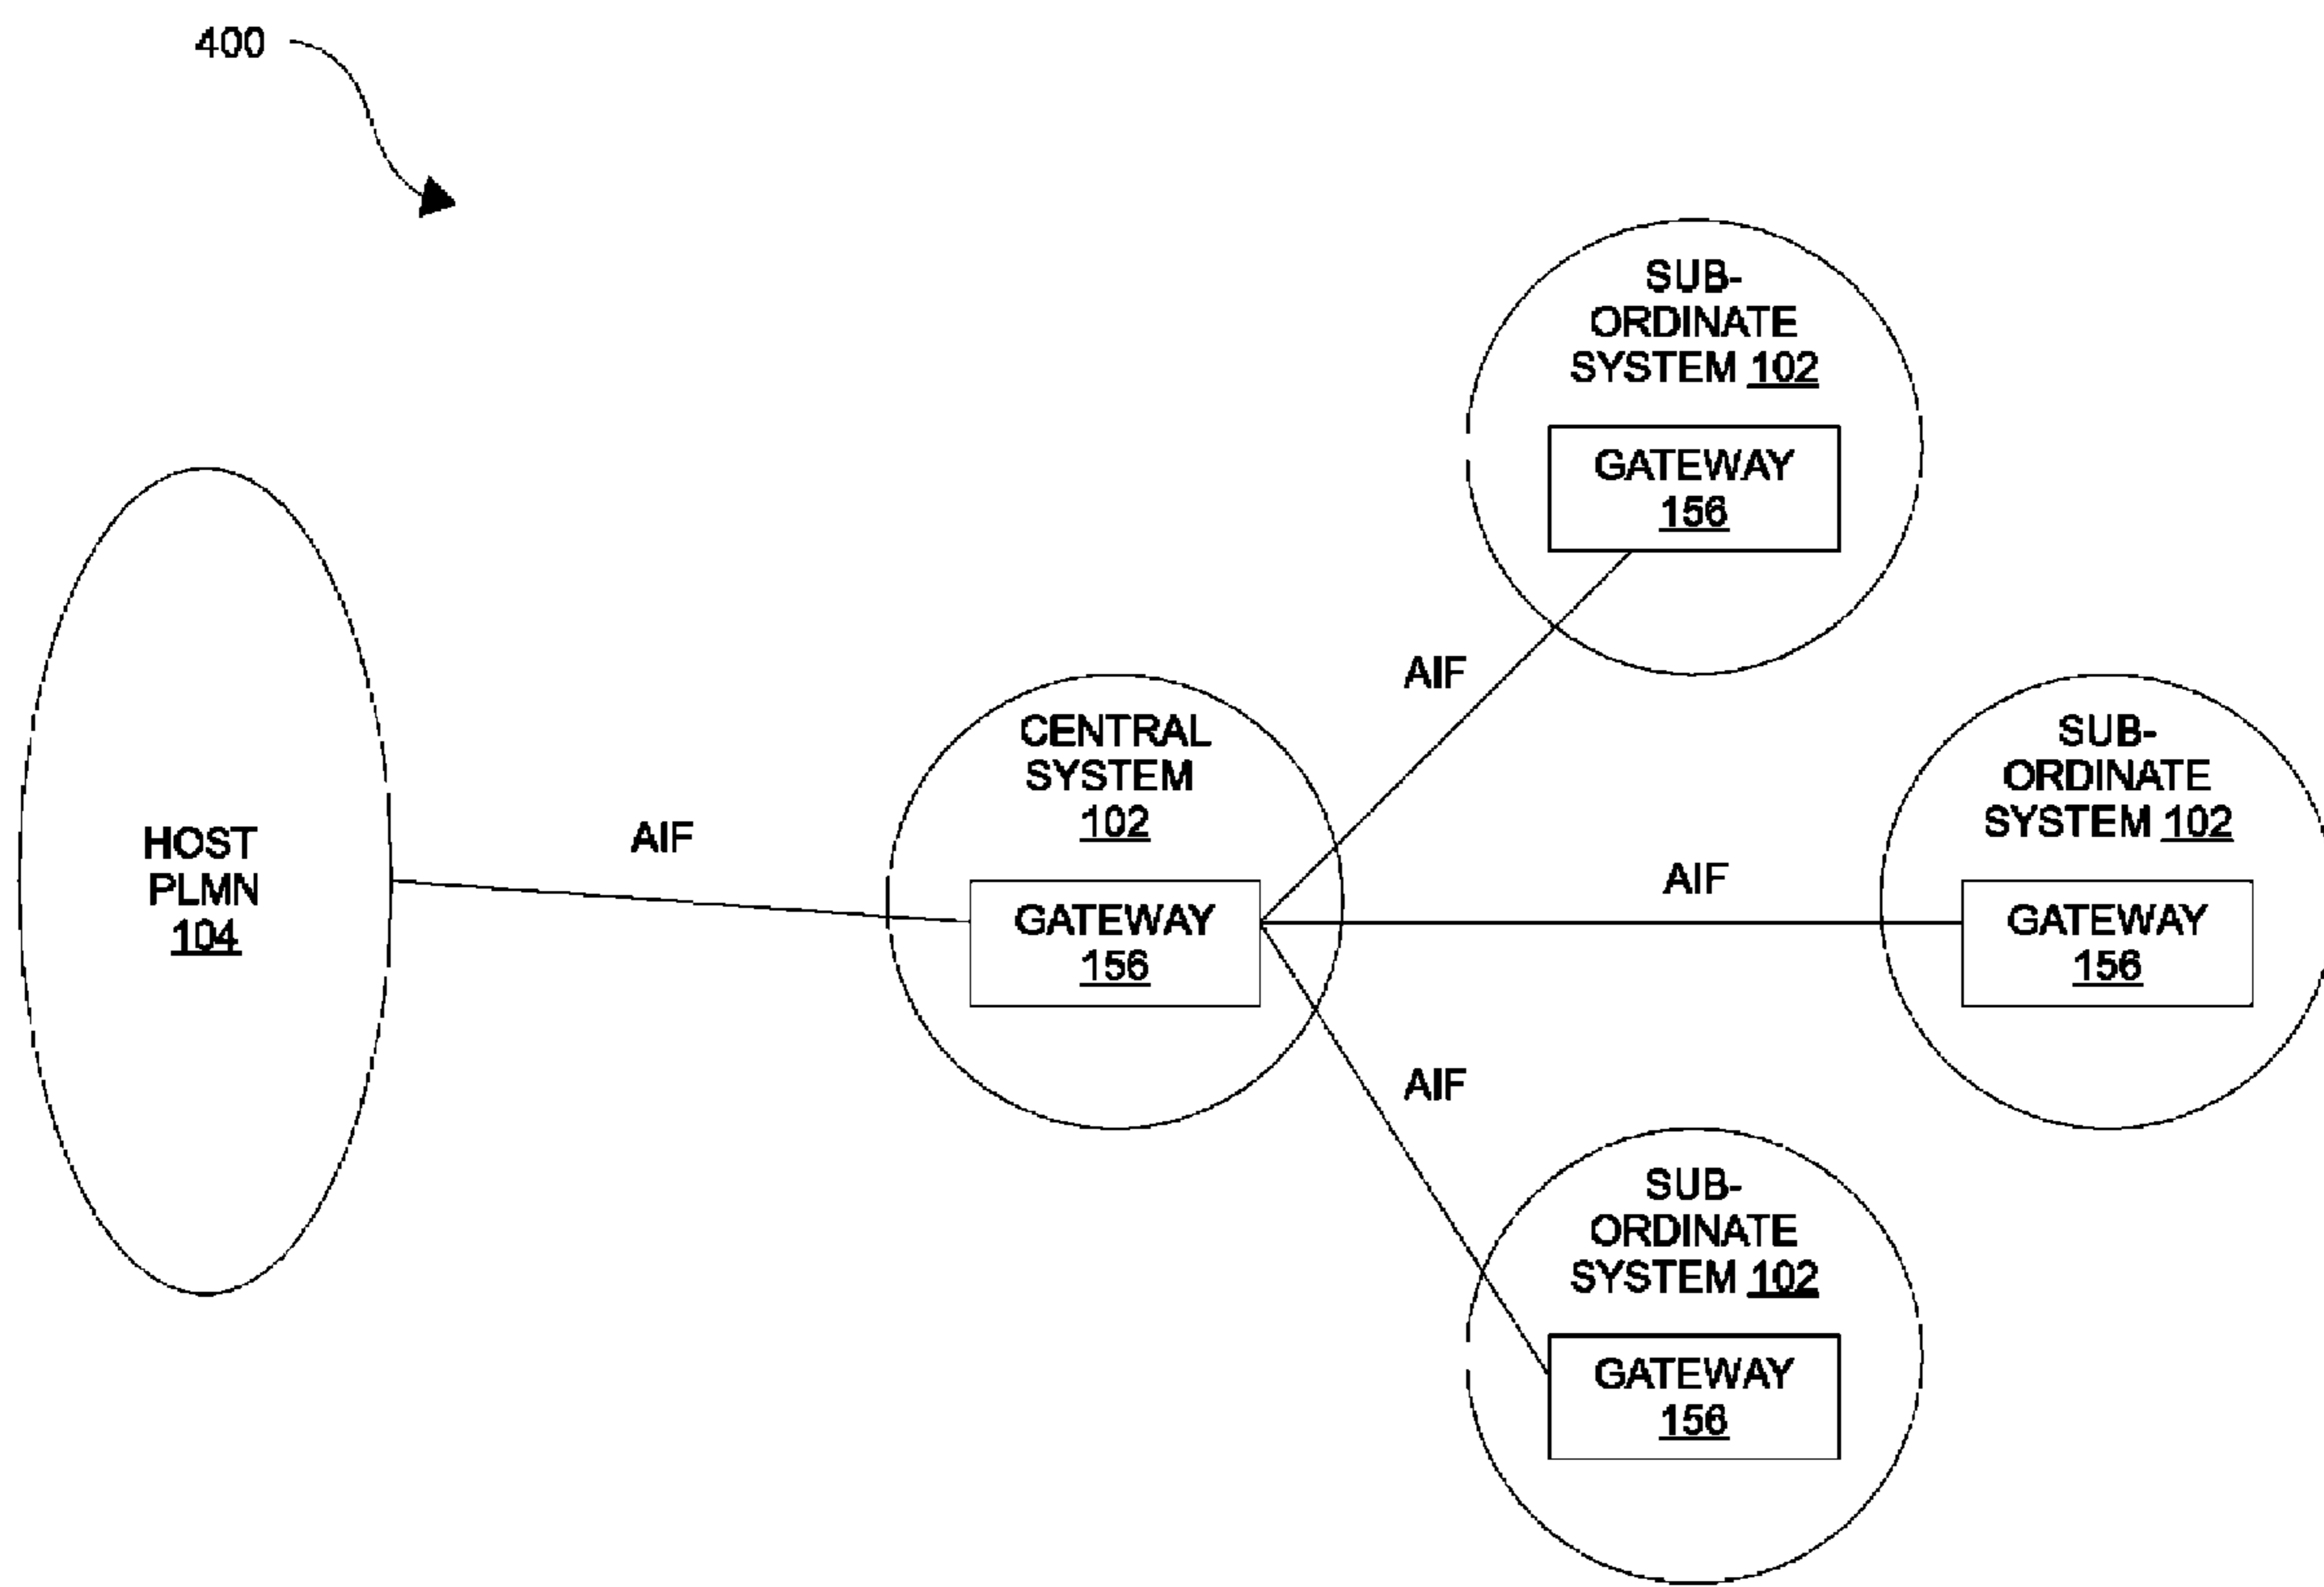 400
SUB-
ORDINATE
SYSTEM 102
GATEWAY
156
AIF
HOST
PLMN
104
AIF
CENTRAL
SYSTEM
102
GATEWAY
156
AIF
SUB-
ORDINATE
SYSTEM 102
GATEWAY
156
AIF
SUB-
ORDINATE
SYSTEM 102
GATEWAY
156